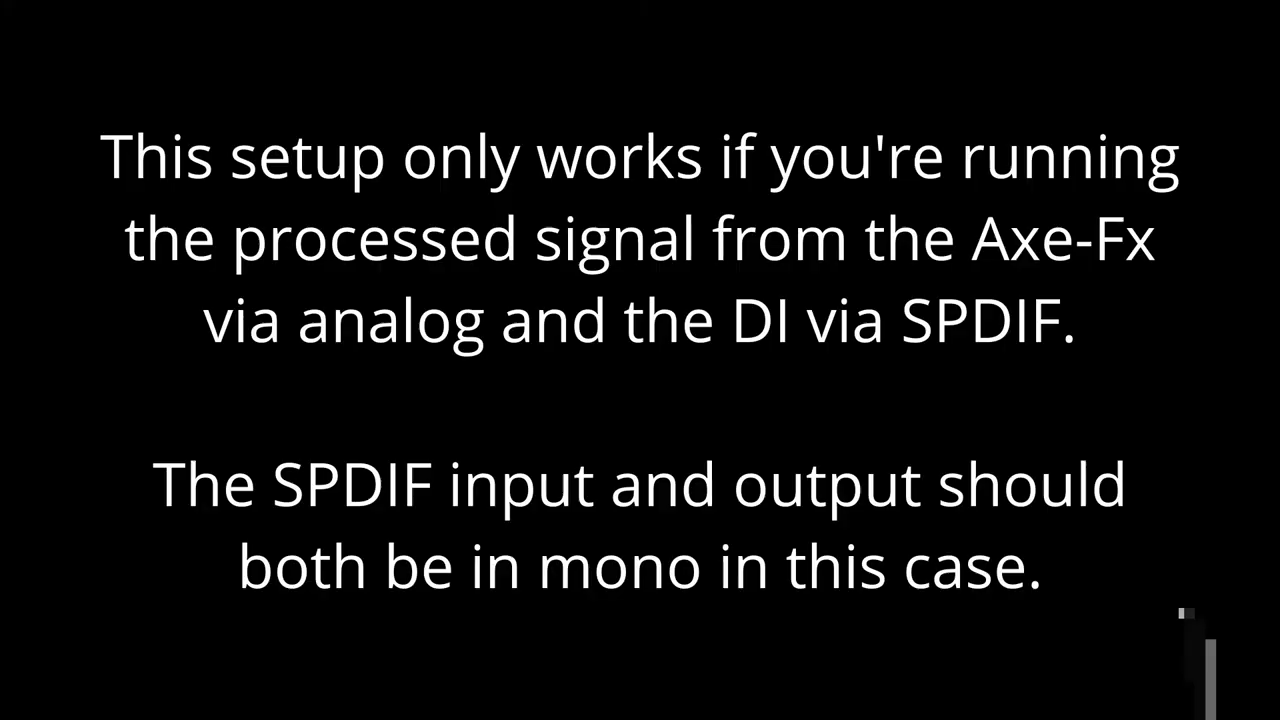 This setup only works if you're running
the processed signal from the Axe-Fx
via analog and the DI via SPDIF.
The SPDIF input and output should
both be in mono in this case.